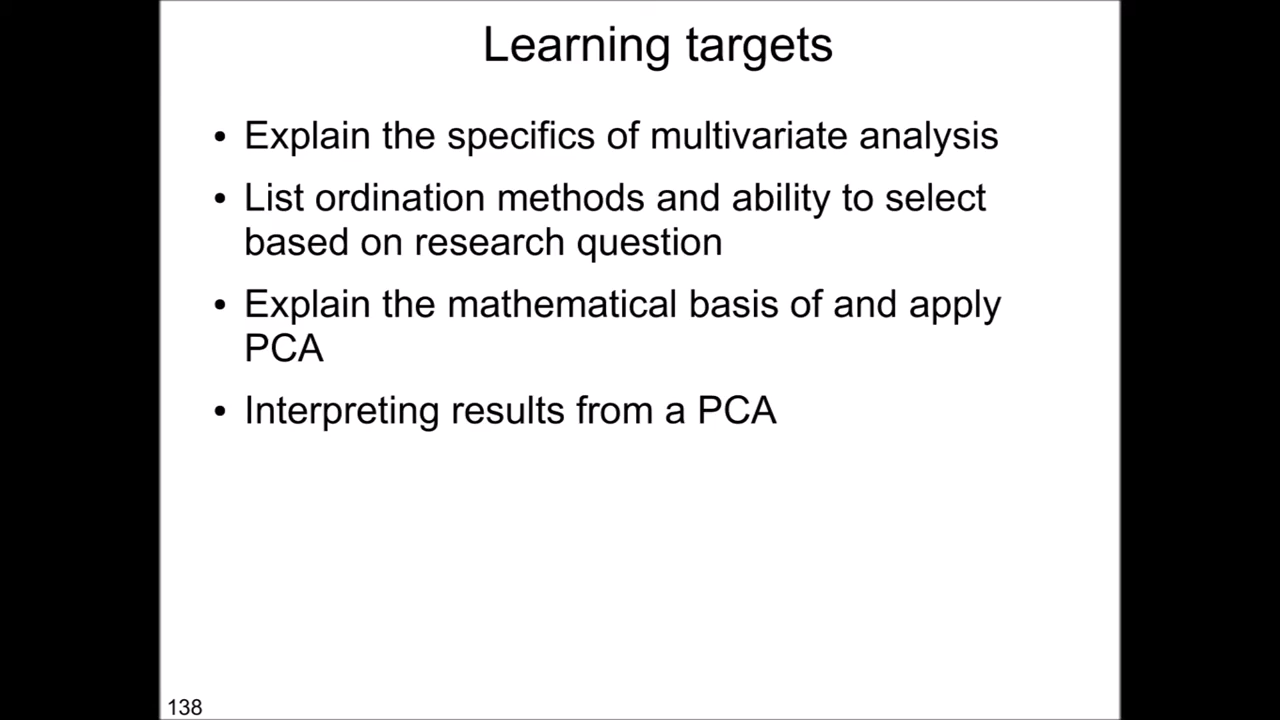 Learning targets
• Explain the specifics of multivariate analysis
• List ordination methods and ability to select
based on research question
• Explain the mathematical basis of and apply
PCA
• Interpreting results from a PCA
138